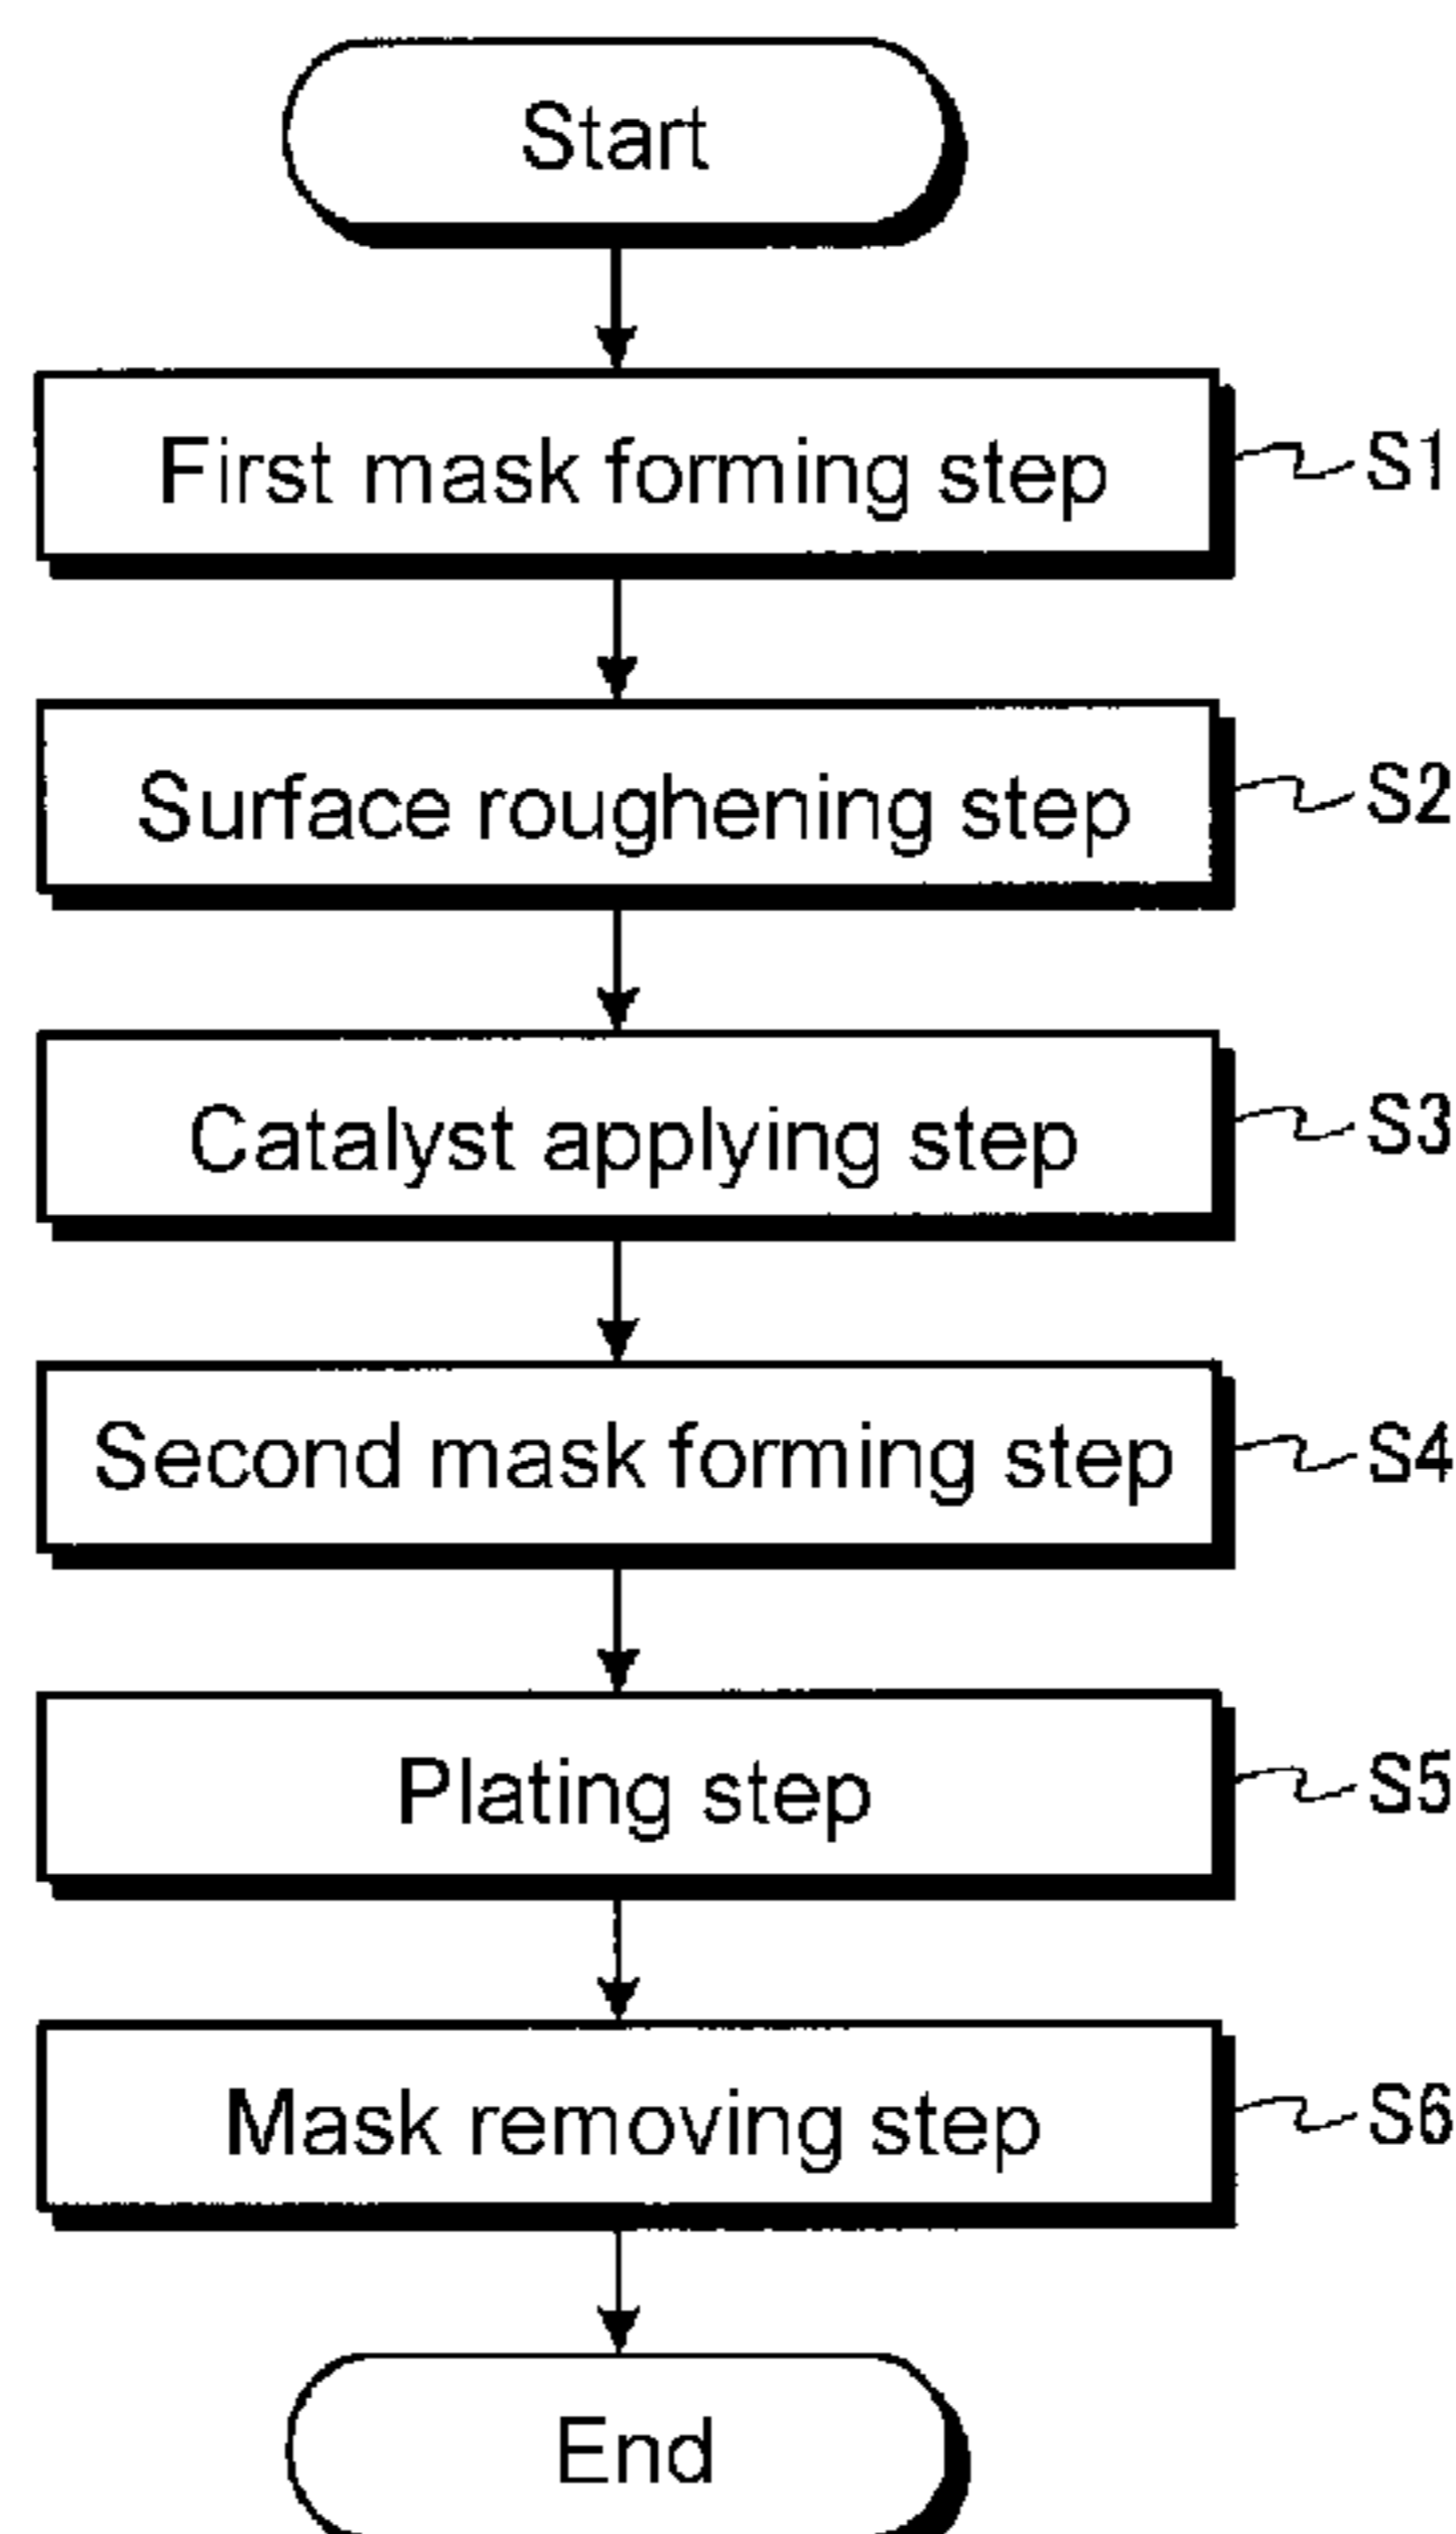 Start
First mask forming step S1
Surface roughening step S2
Catalyst applying step S3
Second mask forming step S4
Plating step S5
Mask removing step S6
End